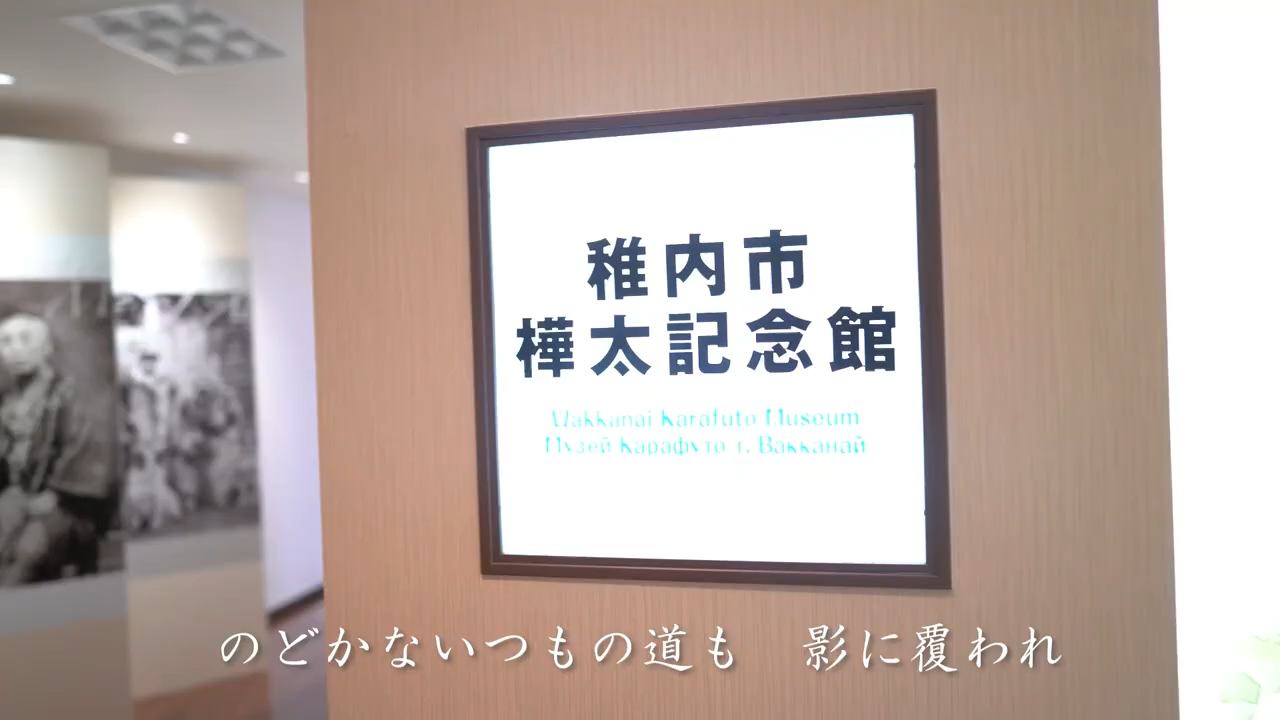 稚内市
樺太記念館
Wakkanai Karafuto Museum
Музей Карафуто г. Вакканай
のどかないつもの道も　影に覆われ